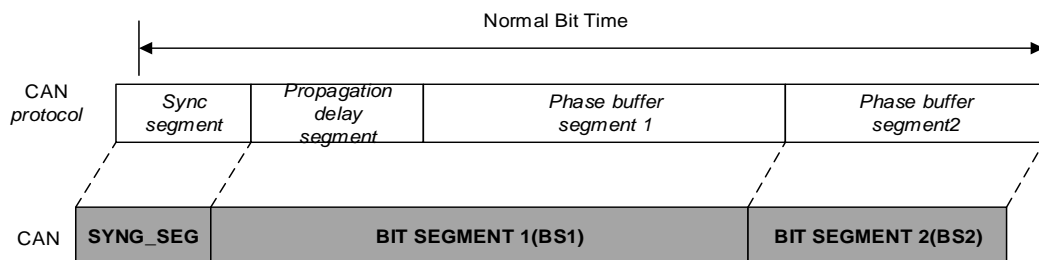 Normal Bit Time
CAN
protocol
Sync
segment
Propagation
delay
segment
Phase buffer
segment 1
Phase buffer
segment2
CAN
SYNG_SEG
BIT SEGMENT 1(BS1)
BIT SEGMENT 2(BS2)